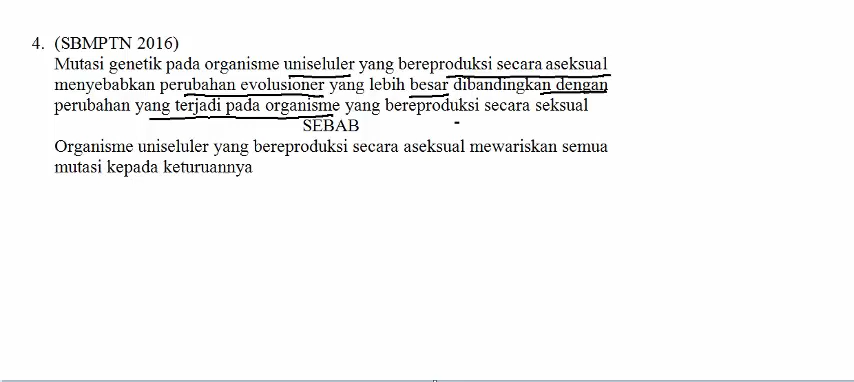 4. (SBMPTN 2016)
Mutasi genetik pada organisme uniseluler yang bereproduksi secara aseksual
menyebabkan perubahan evolusioner yang lebih besar dibandingkan dengan
perubahan yang terjadi pada organisme yang bereproduksi secara seksual
SEBAB
Organisme uniseluler yang bereproduksi secara aseksual mewariskan semua
mutasi kepada keturuannya